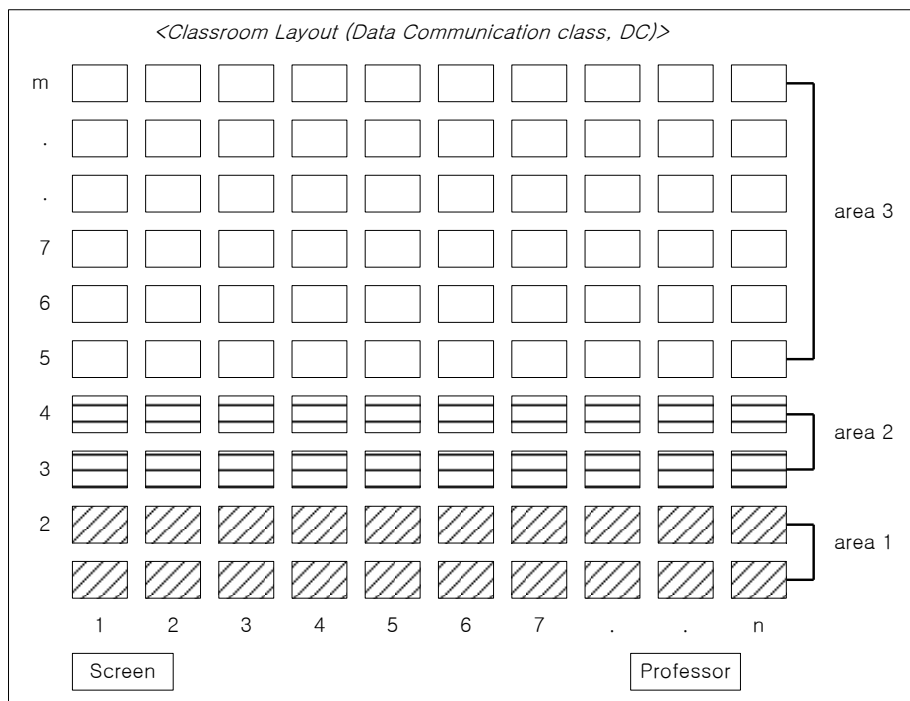 <Classroom Layout (Data Communication class, DC)>
m
.
.
area 3
7
6
5
4
area 2
3
2
area 1
1 2 3 4 5 6 7 . . n
Screen Professor